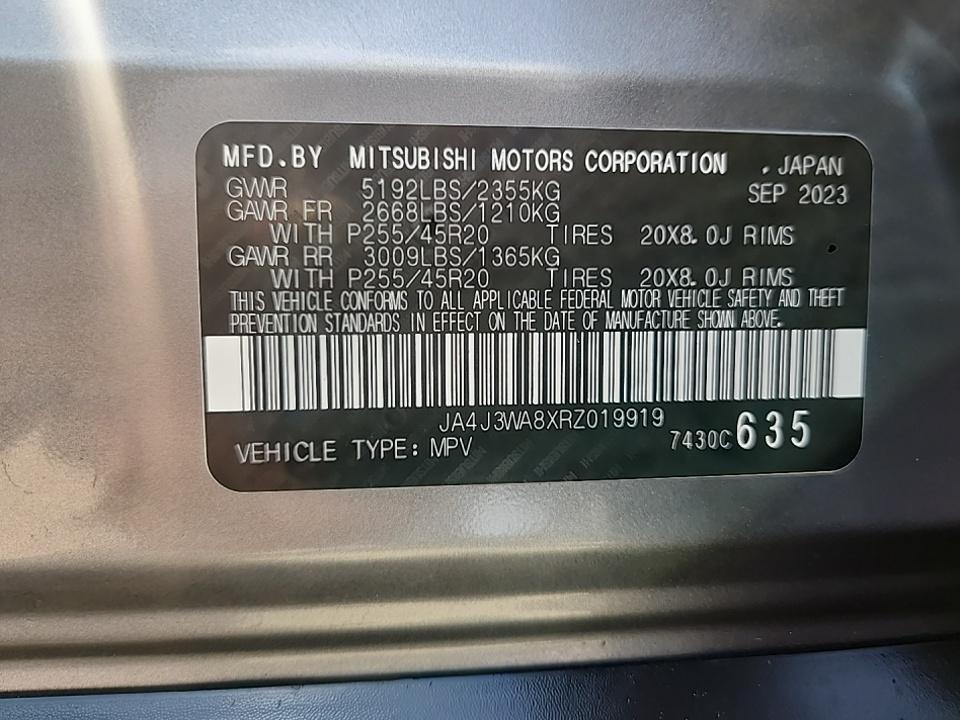 MFD.BY MITSUBISHI MOTORS CORPORATION . JAPAN
GVWR 5192LBS/2355KG SEP 2023
GAWR FR 2668LBS/1210KG
WITH P255/45R20 TIRES 20X8.0J RIMS
GAWR RR 3009LBS/1365KG
WITH P255/45R20 TIRES 20X8.0J RIMS
THIS VEHICLE CONFORMS TO ALL APPLICABLE FEDERAL MOTOR VEHICLE SAFETY AND THEFT
PREVENTION STANDARDS IN EFFECT ON THE DATE OF MANUFACTURE SHOWN ABOVE.
JA4J3WA8XRZ019919
VEHICLE TYPE: MPV 7430C 635